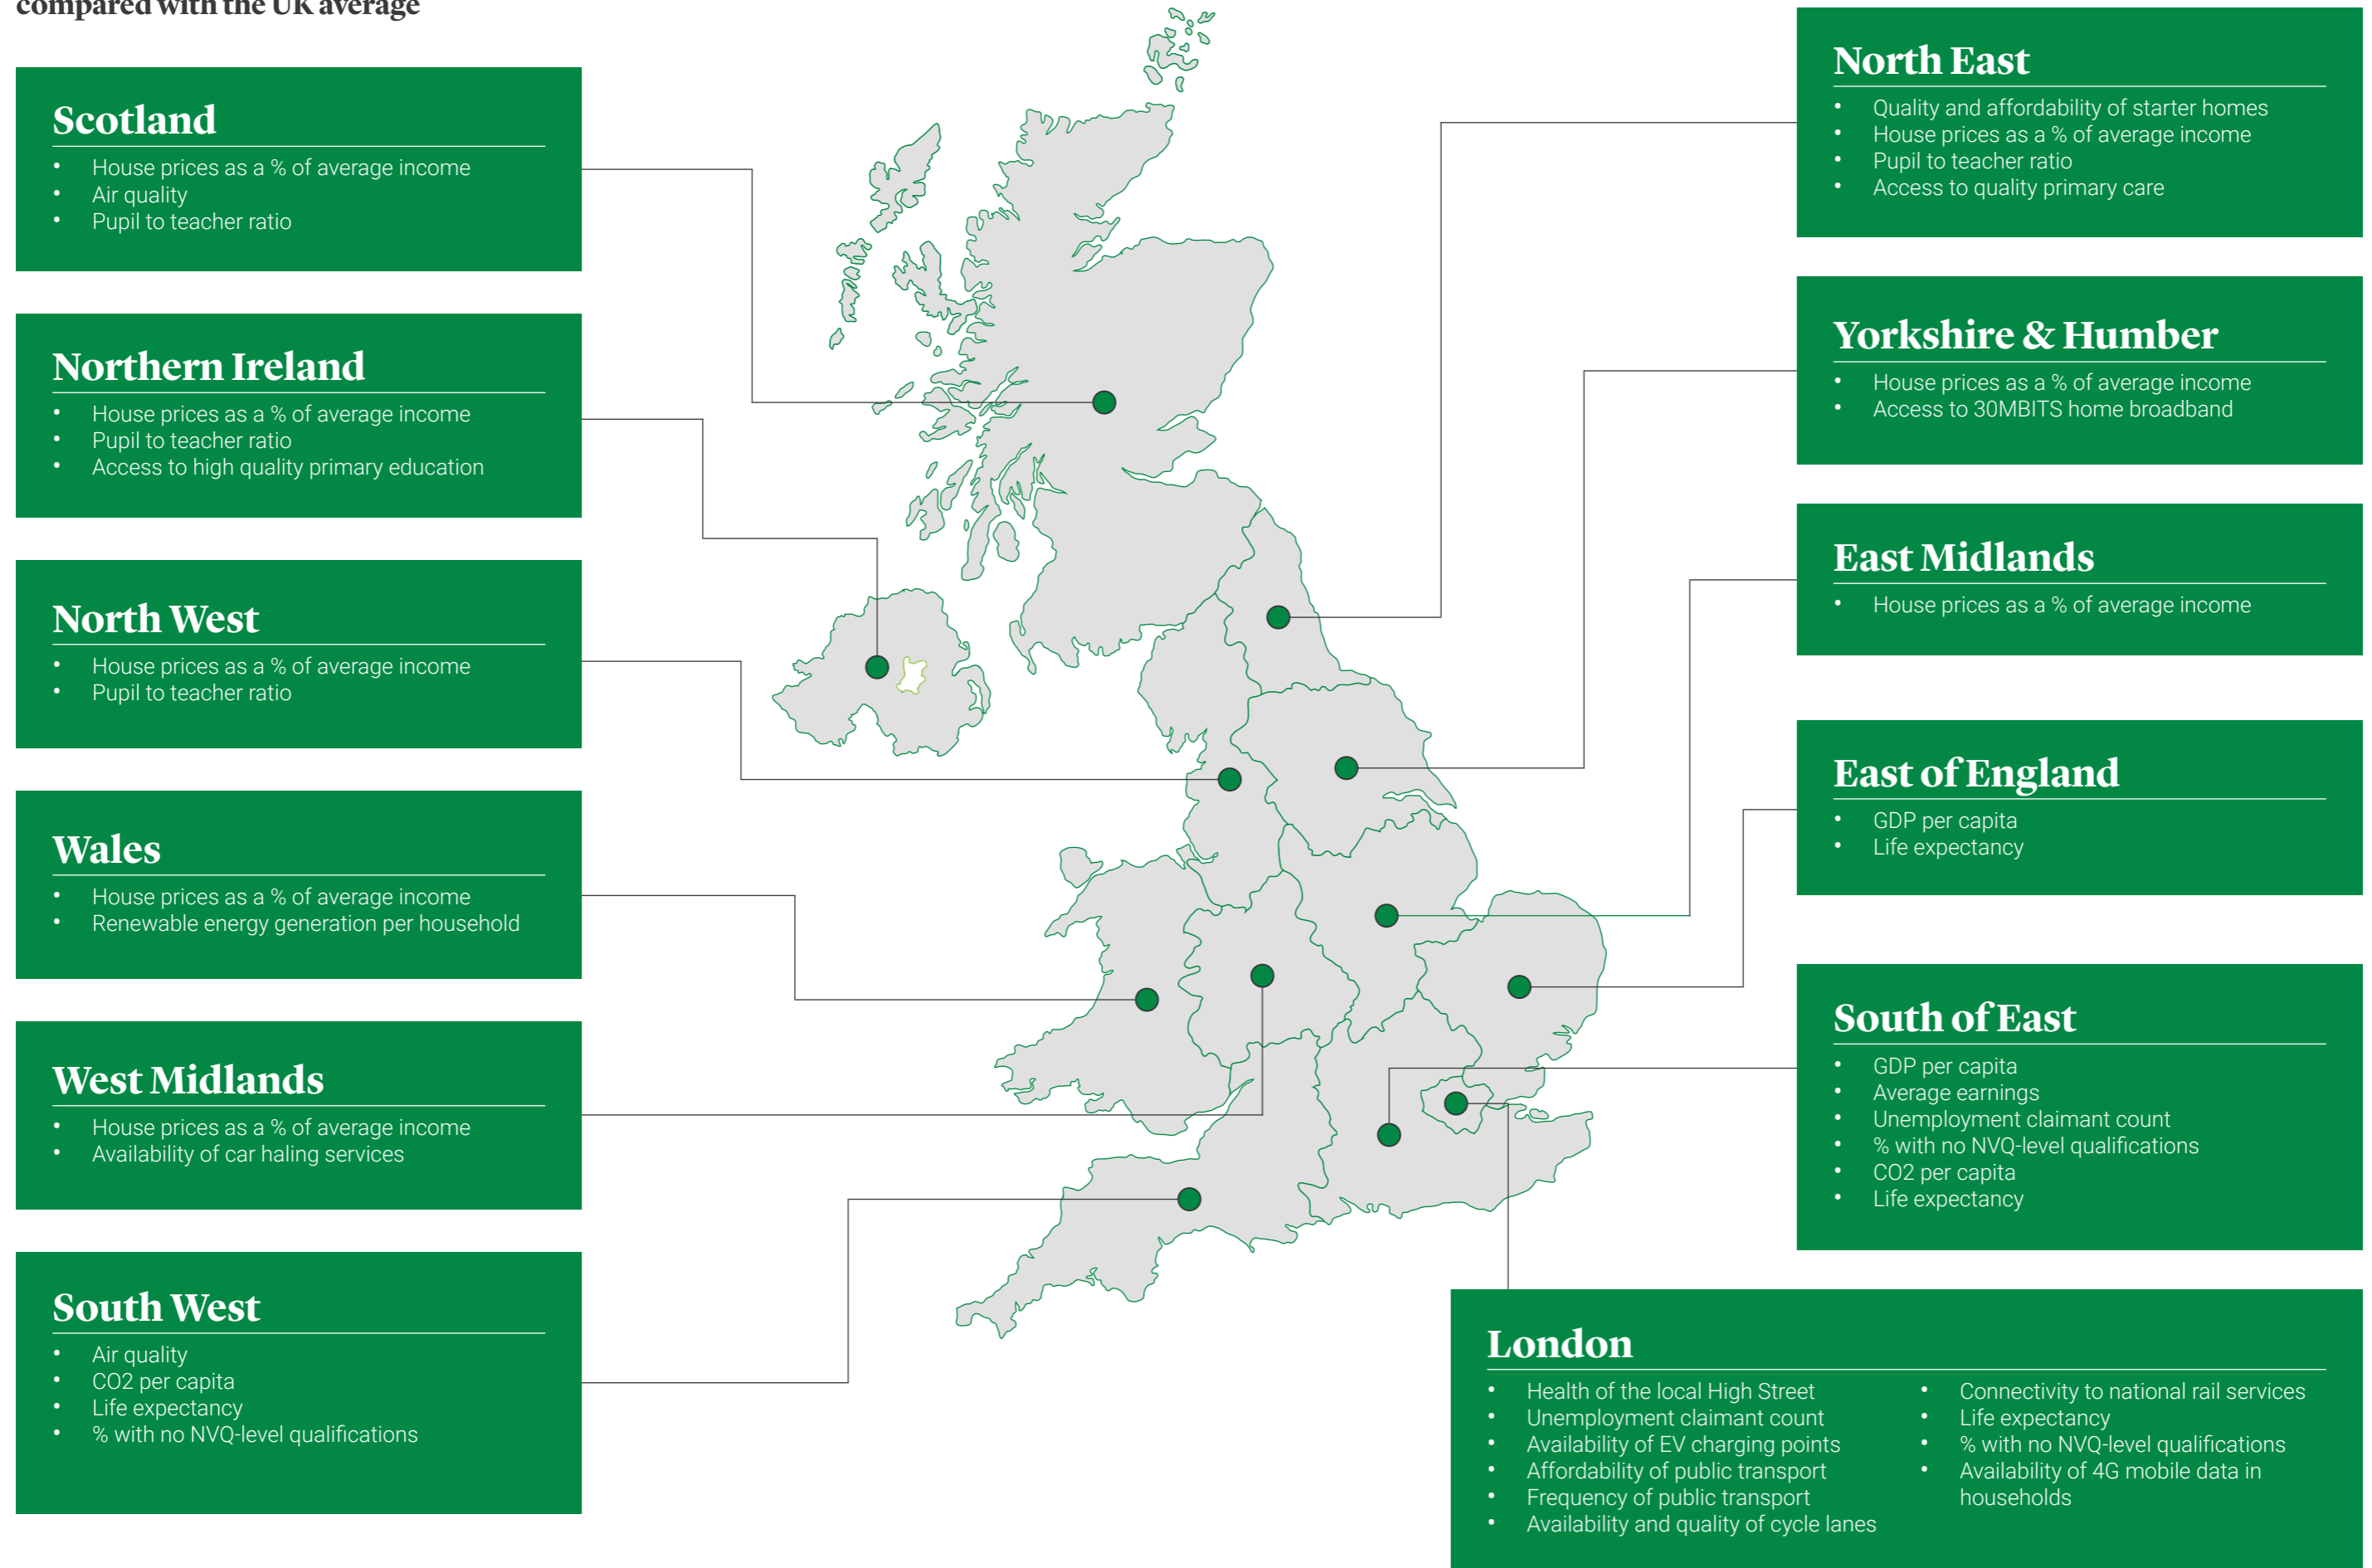 compared with the UK average
Scotland
• House prices as a % of average income
• Air quality
• Pupil to teacher ratio
Northern Ireland
• House prices as a % of average income
• Pupil to teacher ratio
• Access to high quality primary education
North West
• House prices as a % of average income
• Pupil to teacher ratio
Wales
• House prices as a % of average income
• Renewable energy generation per household
West Midlands
• House prices as a % of average income
• Availability of car haling services
South West
• Air quality
• CO2 per capita
• Life expectancy
• % with no NVQ-level qualifications
North East
• Quality and affordability of starter homes
• House prices as a % of average income
• Pupil to teacher ratio
• Access to quality primary care
Yorkshire & Humber
• House prices as a % of average income
• Access to 30MBITS home broadband
East Midlands
• House prices as a % of average income
East of England
• GDP per capita
• Life expectancy
South of East
• GDP per capita
• Average earnings
• Unemployment claimant count
• % with no NVQ-level qualifications
• CO2 per capita
• Life expectancy
London
• Health of the local High Street
• Unemployment claimant count
• Availability of EV charging points
• Affordability of public transport
• Frequency of public transport
• Availability and quality of cycle lanes
• Connectivity to national rail services
• Life expectancy
• % with no NVQ-level qualifications
• Availability of 4G mobile data in
households